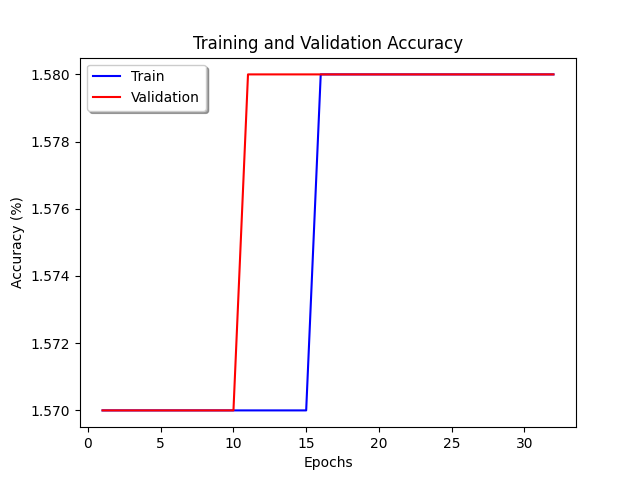 Training and Validation Accuracy
Train
Validation
Accuracy (%)
1.580
1.578
1.576
1.574
1.572
1.570
0 5 10 15 20 25 30
Epochs